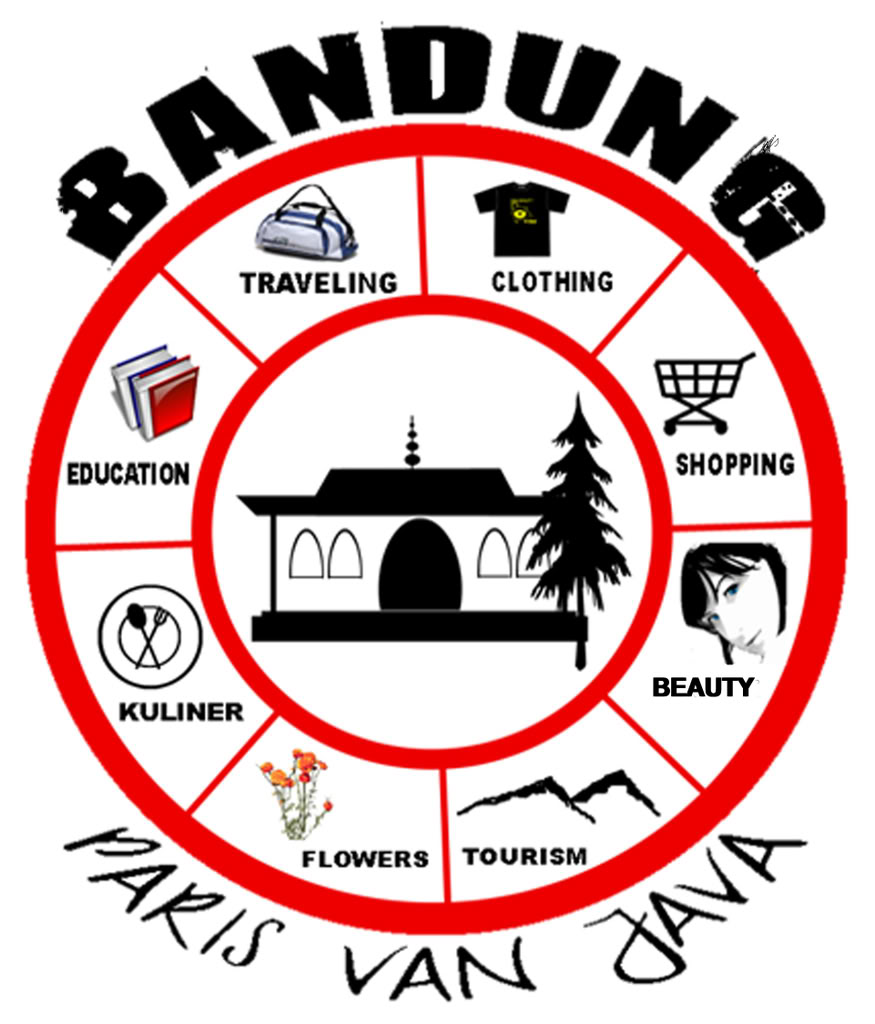 BANDUNG
TRAVELING
CLOTHING
SHOPPING
BEAUTY
TOURISM
FLOWERS
KULINER
EDUCATION
PARIS VAN JAVA